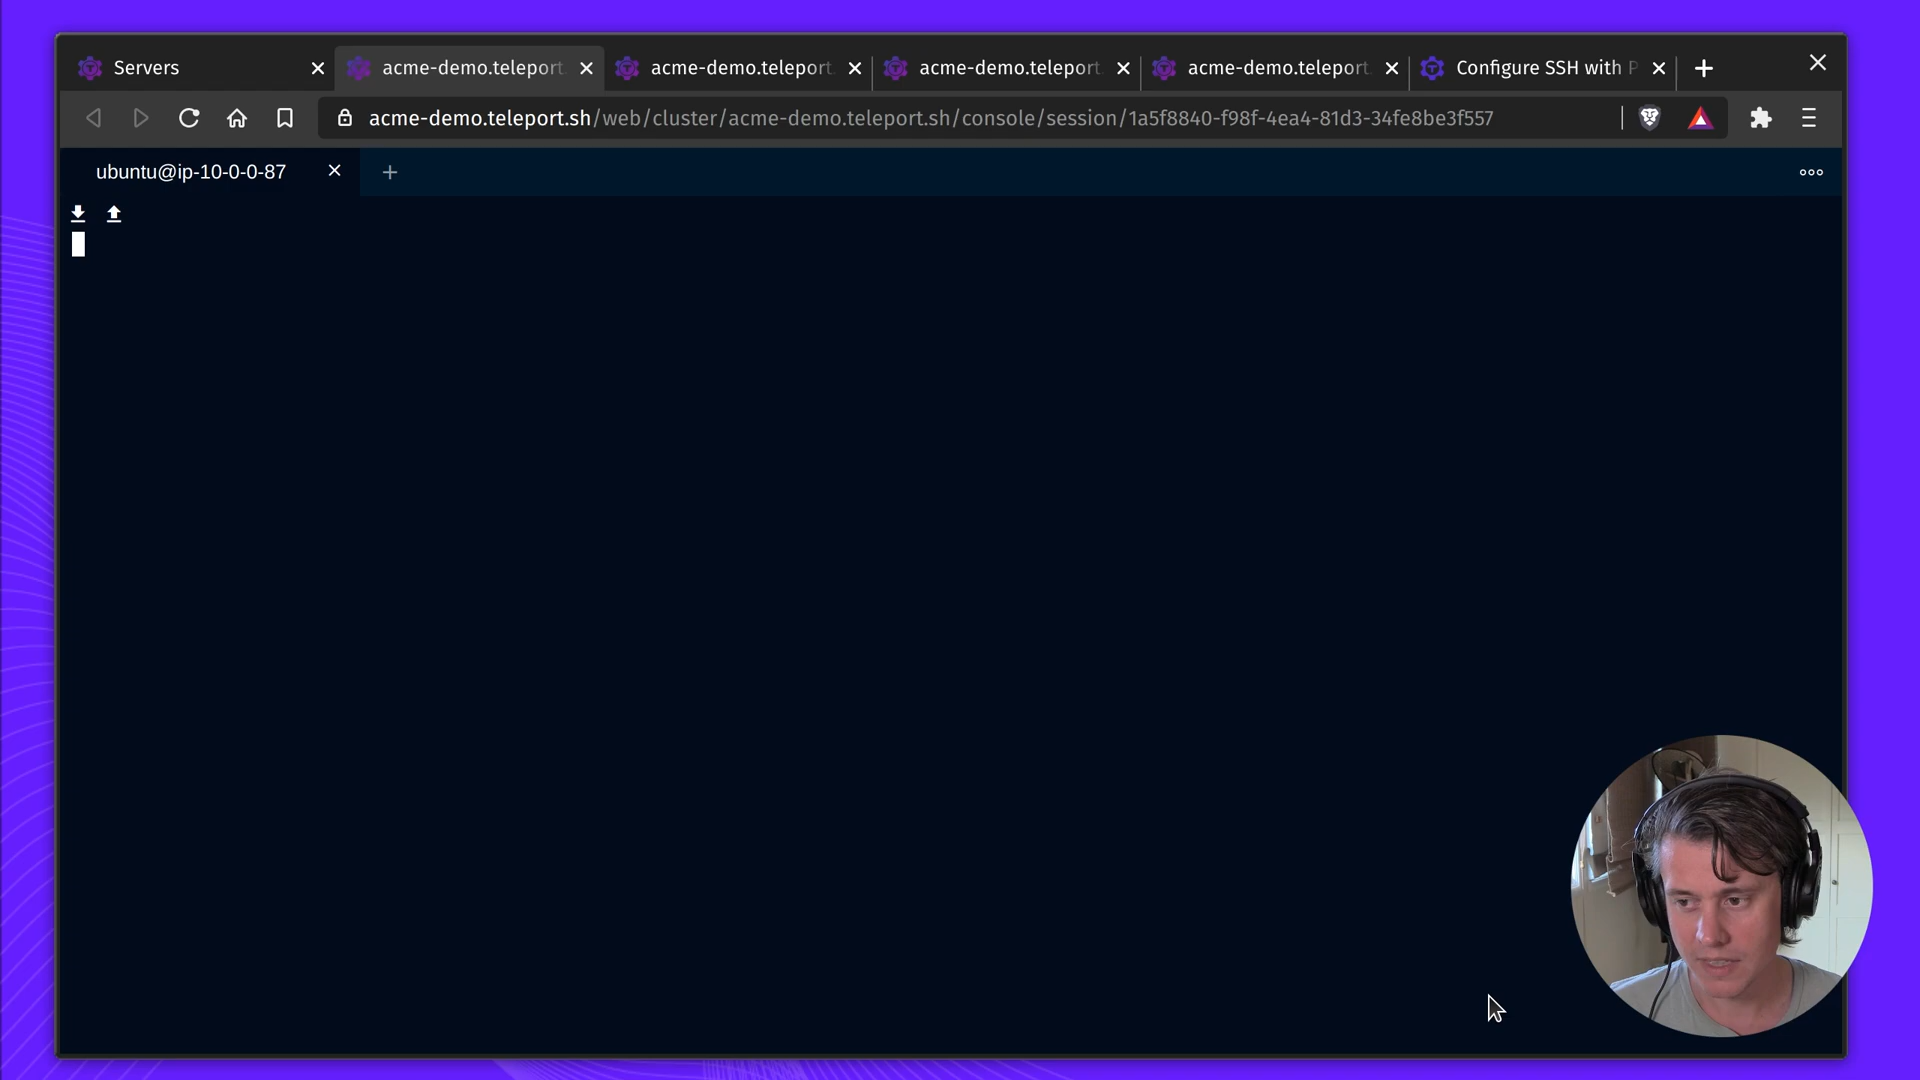 Servers
acme-demo.teleport
acme-demo.teleport.
acme-demo.teleport.
acme-demo.teleport.
Configure SSH with P
acme-demo.teleport.sh/web/cluster/acme-demo.teleport.sh/console/session/1a5f8840-f98f-4ea4-81d3-34fe8be3f557
ubuntu@ip-10-0-0-87